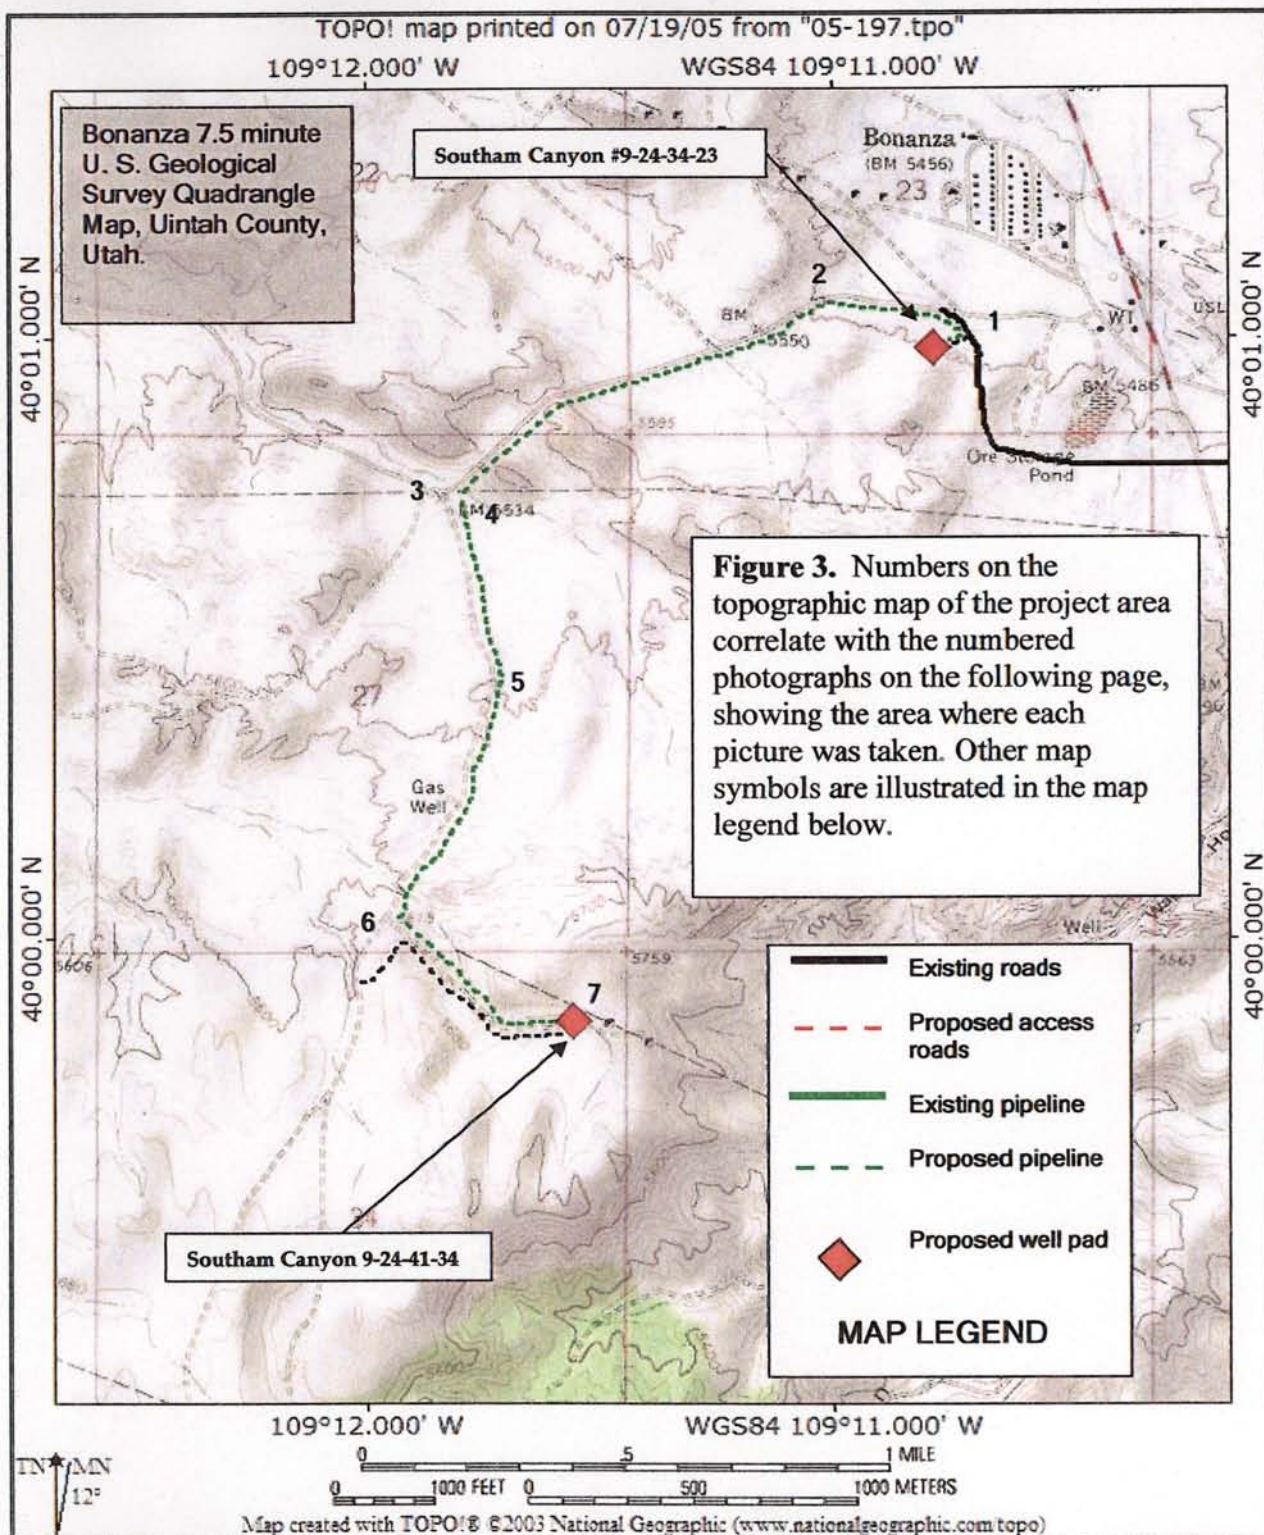 TOPO! map printed on 07/19/05 from "05-197.tpo"
109°12.000' W
WGS84 109°11.000' W
Bonanza 7.5 minute
U. S. Geological
Survey Quadrangle
Map, Uintah County,
Utah.
22
Southam Canyon #9-24-34-23
Bonanza
(BM 5456)
23
40°01.000' N
40°01.000' N
2
1
BM
5550
WT
USL
BM 5486
5595
Ore Storage
Pond
3
4
5534
Figure 3. Numbers on the
topographic map of the project area
correlate with the numbered
photographs on the following page,
showing the area where each
picture was taken. Other map
symbols are illustrated in the map
legend below.
5
27
BM
Gas
Well
40°00.000' N
40°00.000' N
6
Well
5606
5759
5563
7
Existing roads
Proposed access
roads
Existing pipeline
Proposed pipeline
Proposed well pad
MAP LEGEND
34
Southam Canyon 9-24-41-34
109°12.000' W
WGS84 109°11.000' W
TN MN
12°
0 .5 1 MILE
0 1000 FEET 0 500 1000 METERS
Map created with TOPO!® ©2003 National Geographic (www.nationalgeographic.com/topo)